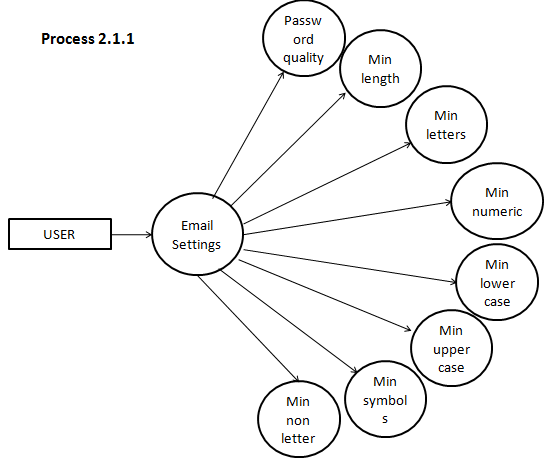 Process 2.1.1
Passw
ord
quality
Min
length
Min
letters
Min
numeric
Email
Settings
USER
Min
lower
case
Min
upper
case
Min
symbol
s
Min
non
letter